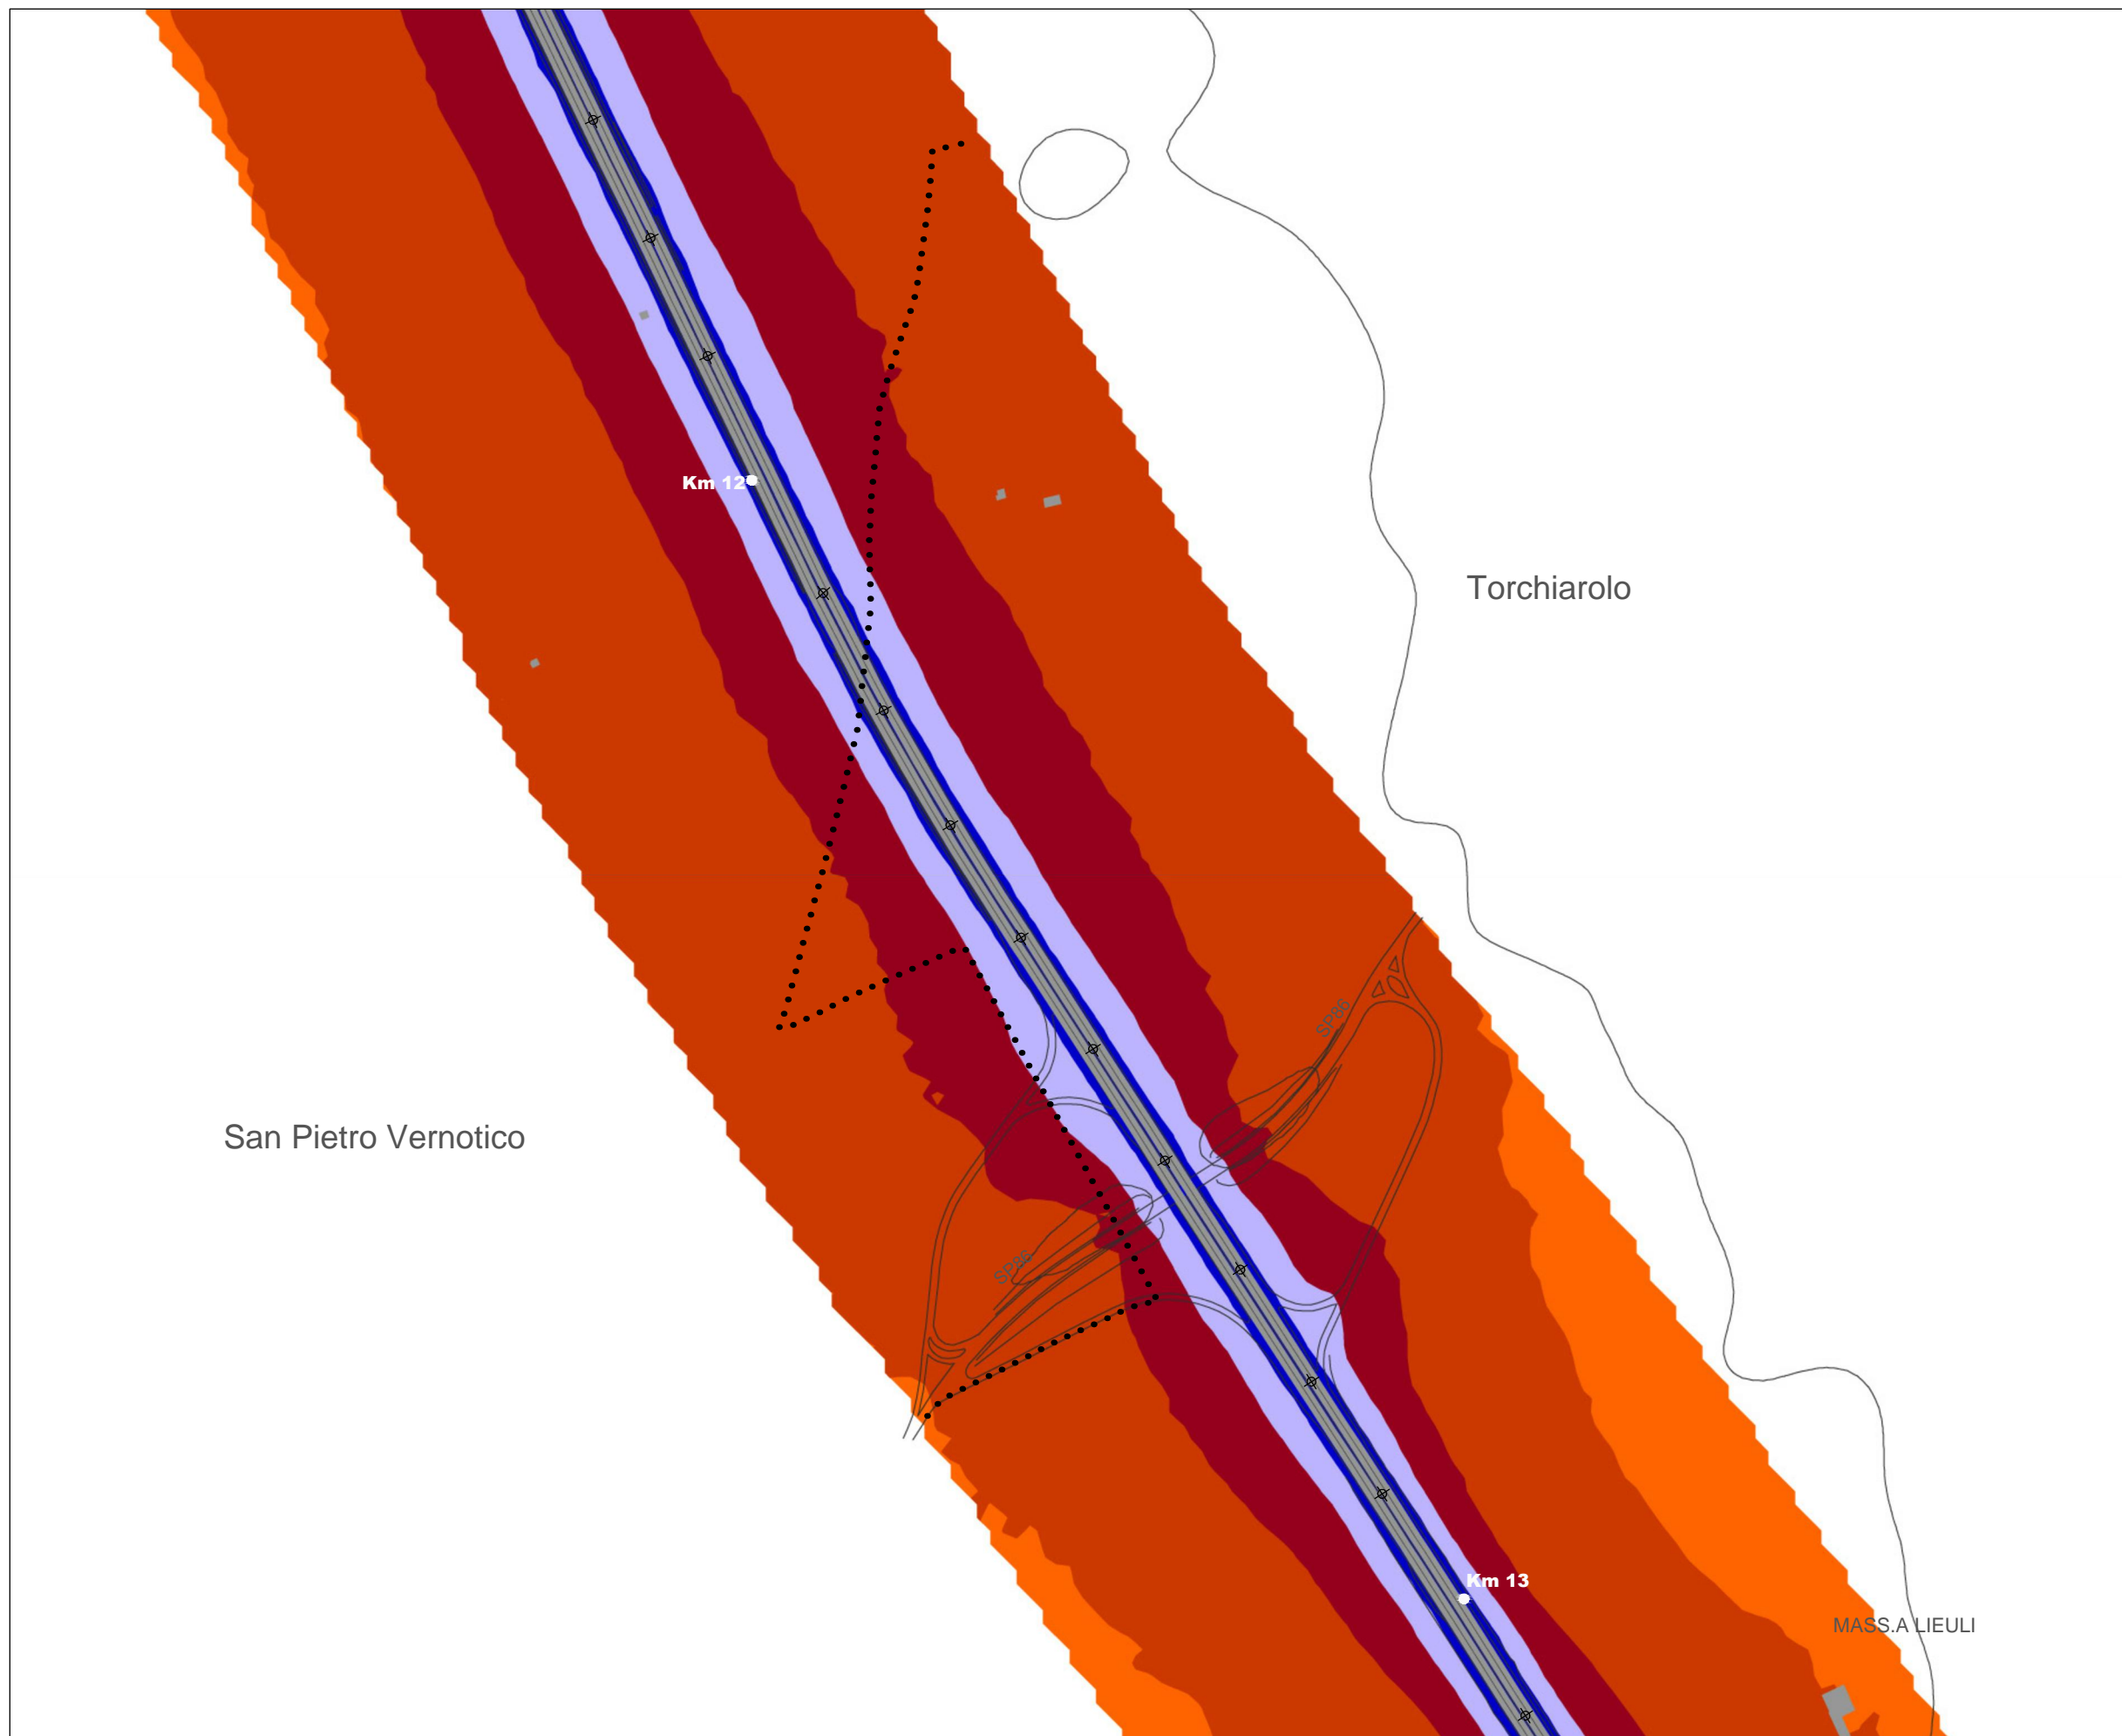 Km 12
Torchiarolo
SP86
San Pietro Vernotico
SP86
Km 13
MASS.A LIEULI